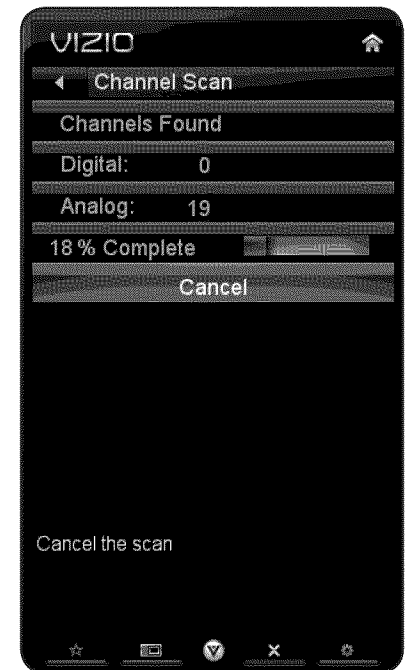 VIZIO
Channel Scan
Channels Found
Digital: 0
Analog: 19
18 % Complete
Cancel
Cancel the scan